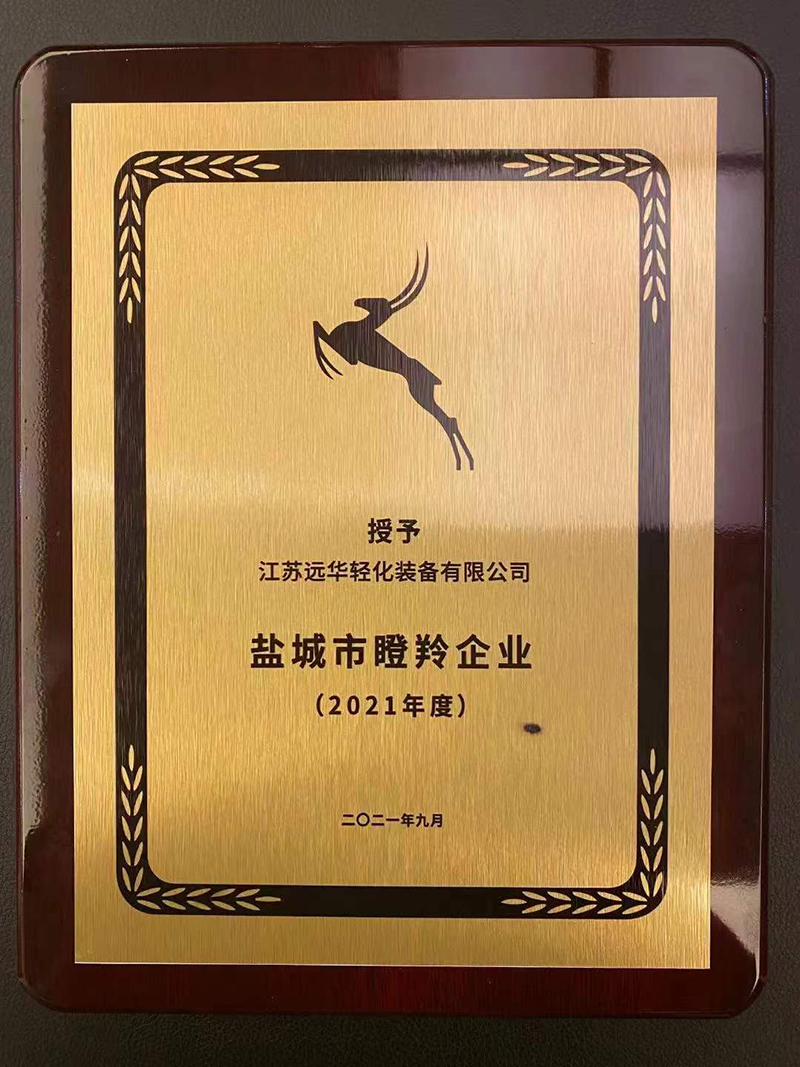 授予
江苏远华轻化装备有限公司
盐城市瞪羚企业
（2021年度）
二〇二一年九月